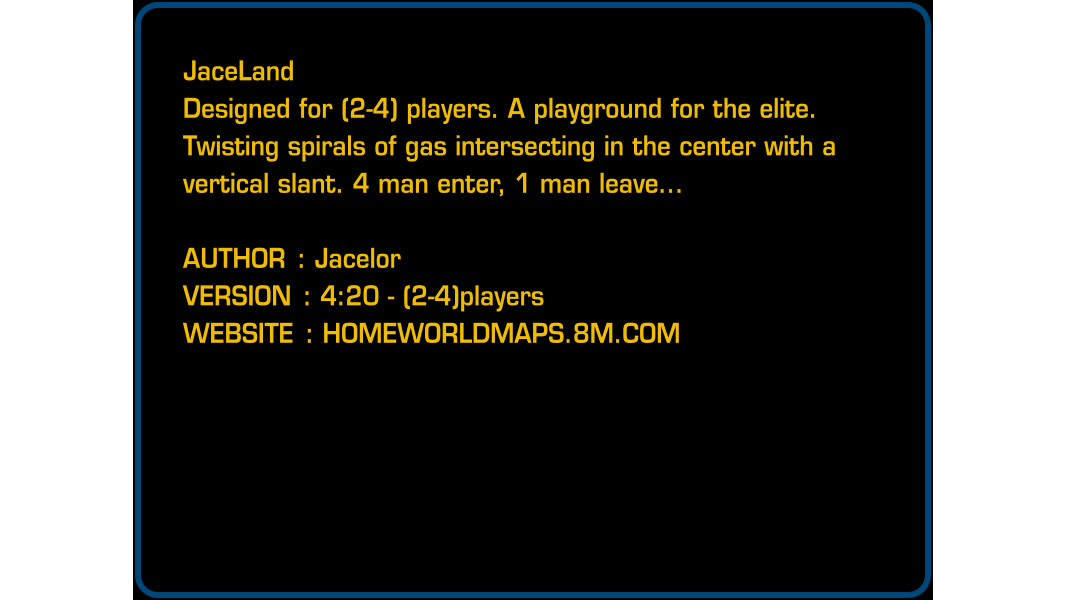 JaceLand
Designed for (2-4) players. A playground for the elite.
Twisting spirals of gas intersecting in the center with a
vertical slant. 4 man enter, 1 man leave...
AUTHOR : Jacelor
VERSION : 4:20 - (2-4)players
WEBSITE : HOMEWORLDMAPS.8M.COM